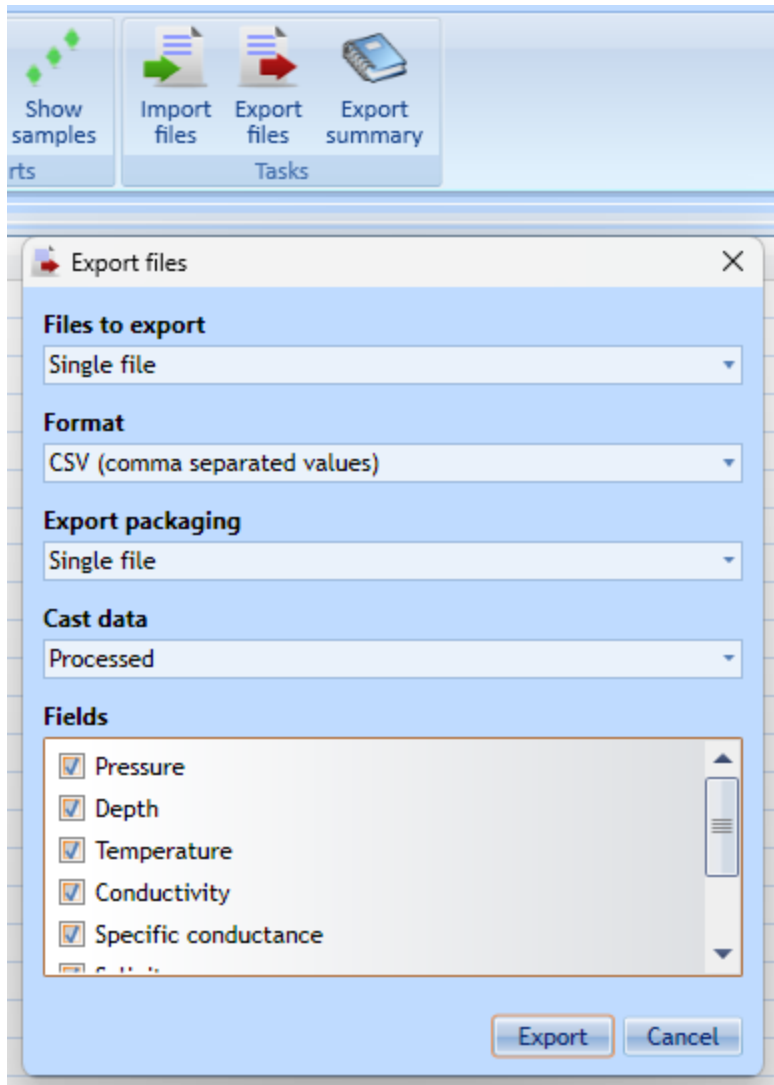 Show
samples
Import
files
Export
files
Export
summary
rts
Tasks
Export files
Files to export
Single file
Format
CSV (comma separated values)
Export packaging
Single file
Cast data
Processed
Fields
Pressure
Depth
Temperature
Conductivity
Specific conductance
Export
Cancel